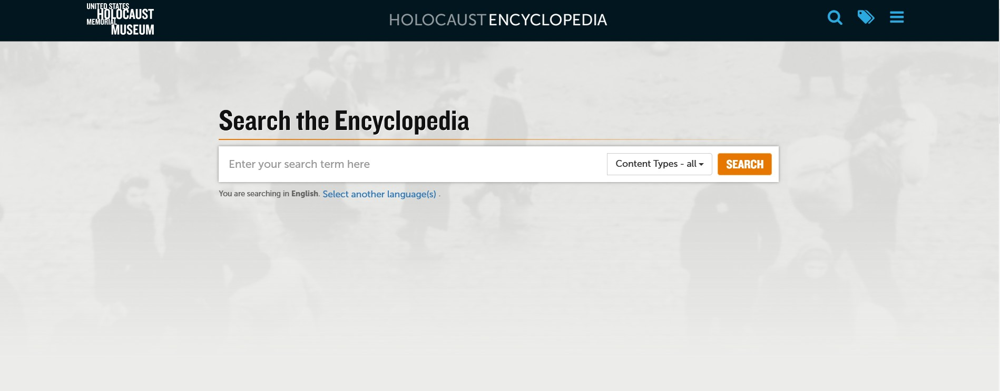 UNITED STATES
HOLOCAUST
MEMORIAL
MUSEUM
HOLOCAUST ENCYCLOPEDIA
Search the Encyclopedia
Enter your search term here
Content Types - all
SEARCH
You are searching in English. Select another language(s) .